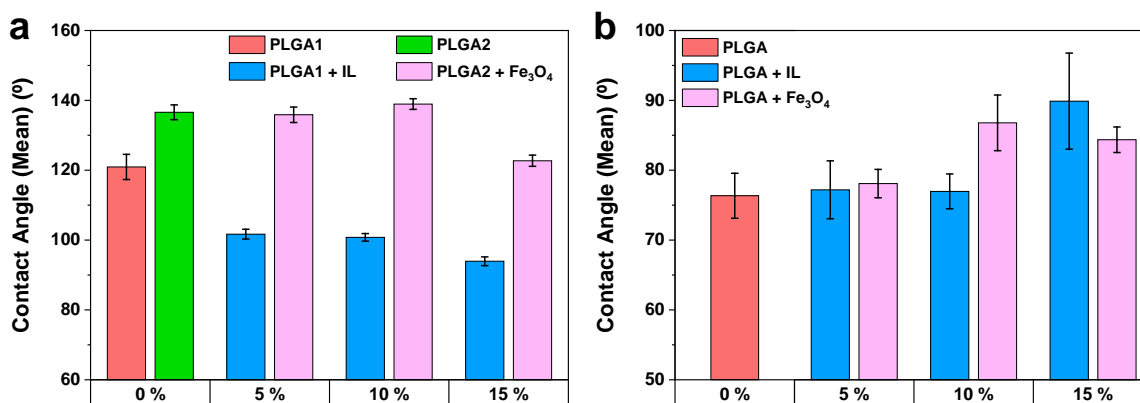 a
Contact Angle (Mean) (º)
160
140
120
100
80
60
PLGA1
PLGA2
PLGA1 + IL
PLGA2 + Fe₃O₄
0 %
5 %
10 %
15 %
b
Contact Angle (Mean) (º)
100
90
80
70
60
50
PLGA
PLGA + IL
PLGA + Fe₃O₄
0 %
5 %
10 %
15 %